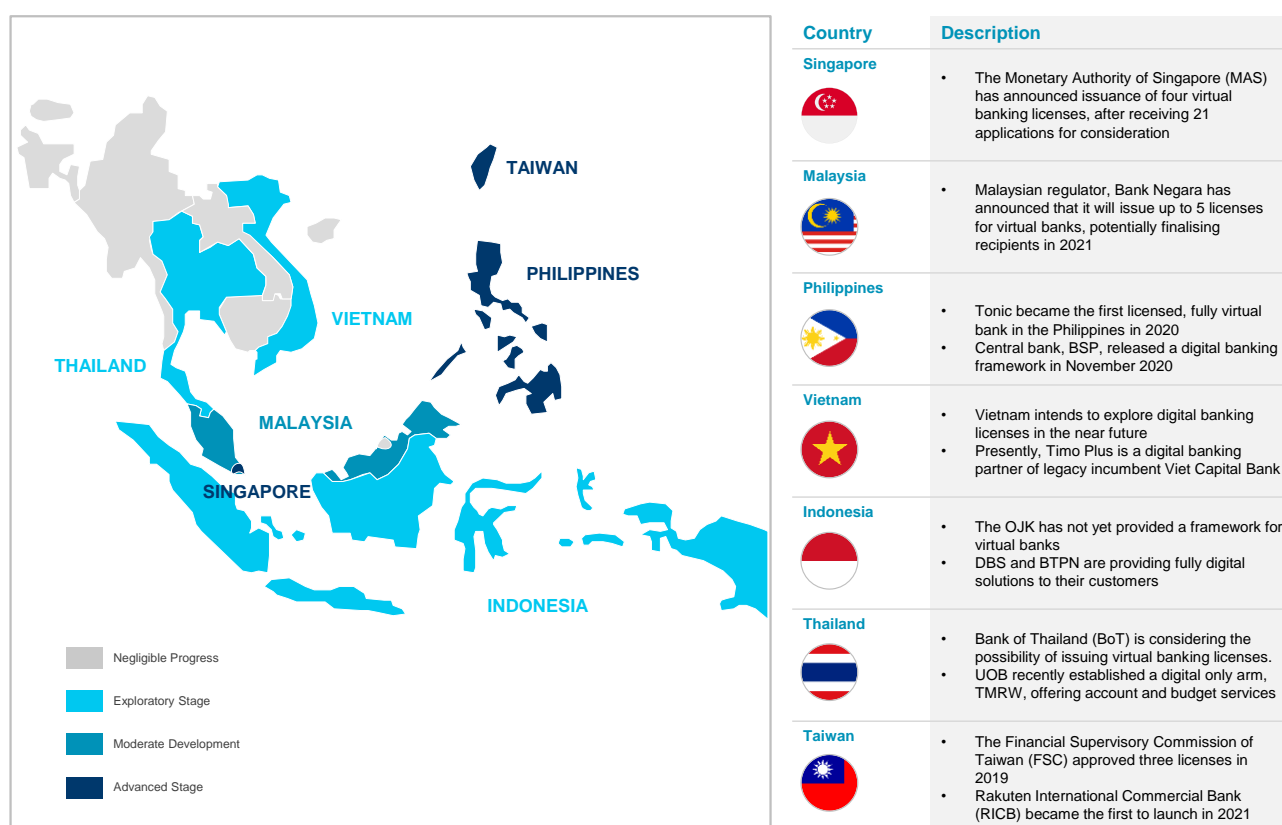 TAIWAN
PHILIPPINES
VIETNAM
THAILAND
MALAYSIA
SINGAPORE
INDONESIA
Negligible Progress
Exploratory Stage
Moderate Development
Advanced Stage
Country Description
Singapore
• The Monetary Authority of Singapore (MAS)
has announced issuance of four virtual
banking licenses, after receiving 21
applications for consideration
Malaysia
• Malaysian regulator, Bank Negara has
announced that it will issue up to 5 licenses
for virtual banks, potentially finalising
recipients in 2021
Philippines
• Tonic became the first licensed, fully virtual
bank in the Philippines in 2020
• Central bank, BSP, released a digital banking
framework in November 2020
Vietnam
• Vietnam intends to explore digital banking
licenses in the near future
• Presently, Timo Plus is a digital banking
partner of legacy incumbent Viet Capital Bank
Indonesia
• The OJK has not yet provided a framework for
virtual banks
• DBS and BTPN are providing fully digital
solutions to their customers
Thailand
• Bank of Thailand (BoT) is considering the
possibility of issuing virtual banking licenses.
• UOB recently established a digital only arm,
TMRW, offering account and budget services
Taiwan
• The Financial Supervisory Commission of
Taiwan (FSC) approved three licenses in
2019
• Rakuten International Commercial Bank
(RICB) became the first to launch in 2021